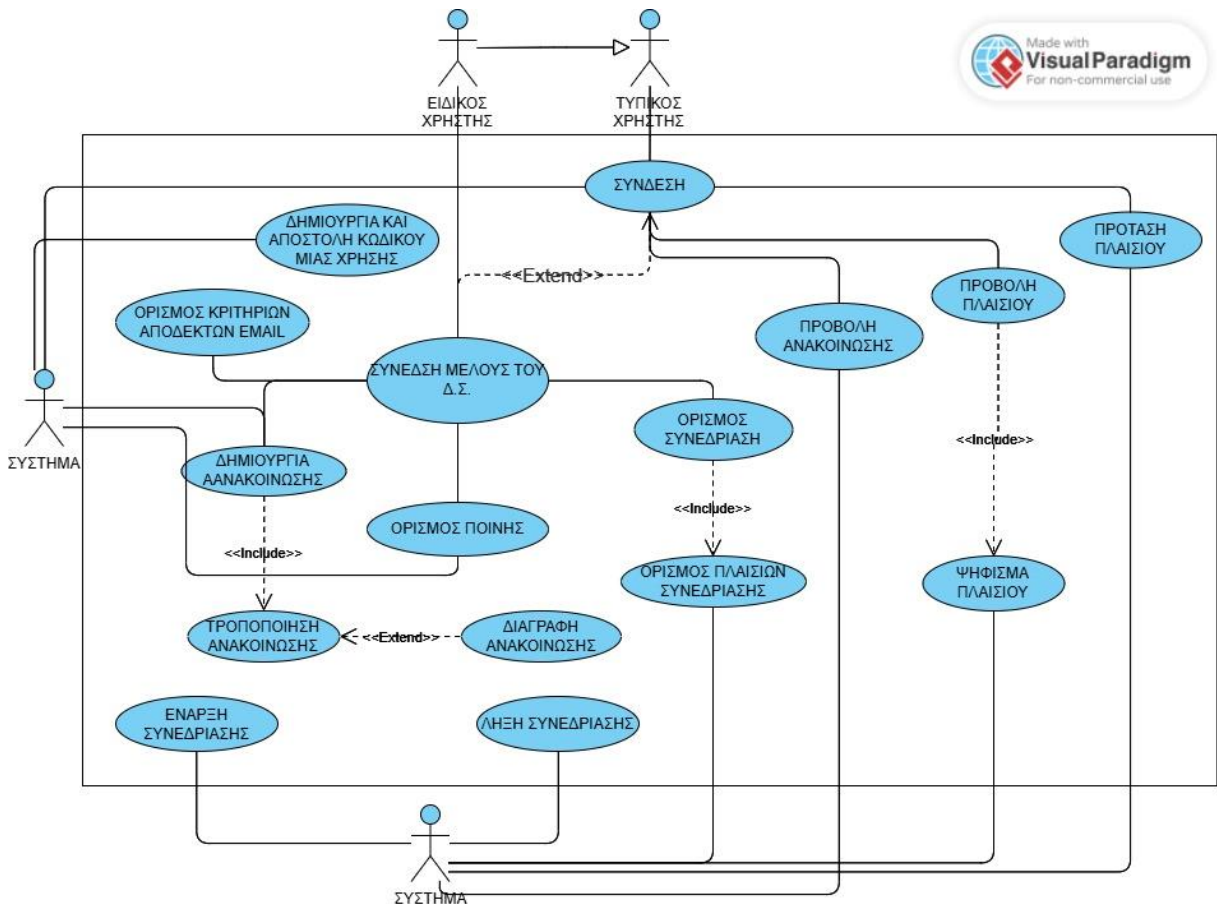 Made with
Visual Paradigm
For non-commercial use
ΕΙΔΙΚΟΣ
ΧΡΗΣΤΗΣ
ΤΥΠΙΚΟΣ
ΧΡΗΣΤΗΣ
ΣΥΝΔΕΣΗ
ΔΗΜΙΟΥΡΓΙΑ ΚΑΙ
ΑΠΟΣΤΟΛΗ ΚΩΔΙΚΟΥ
ΜΙΑΣ ΧΡΗΣΗΣ
ΠΡΟΤΑΣΗ
ΠΛΑΙΣΙΟΥ
<<Extend>>
ΠΡΟΒΟΛΗ
ΠΛΑΙΣΙΟΥ
ΟΡΙΣΜΟΣ ΚΡΙΤΗΡΙΩΝ
ΑΠΟΔΕΚΤΩΝ EMAIL
ΠΡΟΒΟΛΗ
ΑΝΑΚΟΙΝΩΣΗΣ
ΣΥΝΕΔΣΗ ΜΕΛΟΥΣ ΤΟΥ
Δ.Σ.
ΟΡΙΣΜΟΣ
ΣΥΝΕΔΡΙΑΣΗ
<<Include>>
ΣΥΣΤΗΜΑ
ΔΗΜΙΟΥΡΓΙΑ
ΑΑΝΑΚΟΙΝΩΣΗΣ
<<Include>>
ΟΡΙΣΜΟΣ ΠΟΙΝΗΣ
<<Include>>
ΟΡΙΣΜΟΣ ΠΛΑΙΣΙΩΝ
ΣΥΝΕΔΡΙΑΣΗΣ
ΨΗΦΙΣΜΑ
ΠΛΑΙΣΙΟΥ
ΤΡΟΠΟΠΟΙΗΣΗ
ΑΝΑΚΟΙΝΩΣΗΣ
<<Extend>>
ΔΙΑΓΡΑΦΗ
ΑΝΑΚΟΙΝΩΣΗΣ
ΕΝΑΡΞΗ
ΣΥΝΕΔΡΙΑΣΗΣ
ΛΗΞΗ ΣΥΝΕΔΡΙΑΣΗΣ
ΣΥΣΤΗΜΑ